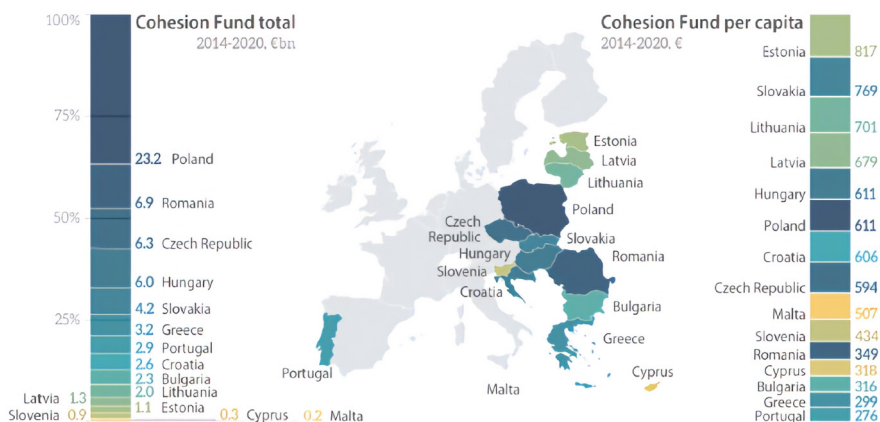 100%
75%
50%
25%
Cohesion Fund total
2014-2020, €bn
23.2 Poland
6.9 Romania
6.3 Czech Republic
6.0 Hungary
4.2 Slovakia
3.2 Greece
2.9 Portugal
2.6 Croatia
2.3 Bulgaria
2.0 Lithuania
Latvia 1.3
1.1 Estonia
Slovenia 0.9
0.3 Cyprus
0.2 Malta
Estonia
Latvia
Lithuania
Poland
Czech
Republic
Slovakia
Hungary
Romania
Slovenia
Croatia
Bulgaria
Greece
Portugal
Cyprus
Malta
Cohesion Fund per capita
2014-2020, €
Estonia 817
Slovakia 769
Lithuania 701
Latvia 679
Hungary 611
Poland 611
Croatia 606
Czech Republic 594
Malta 507
Slovenia 434
Romania 349
Cyprus 318
Bulgaria 316
Greece 299
Portugal 276